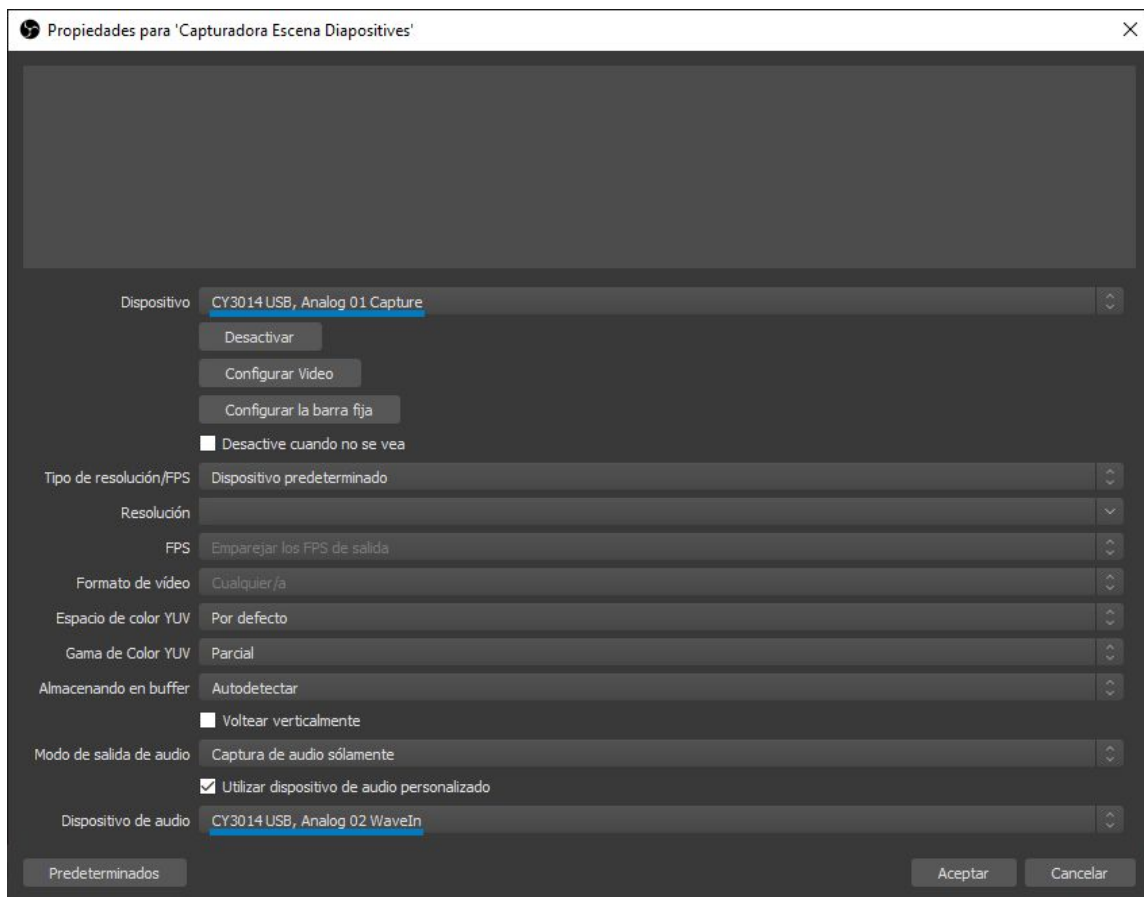 Propiedades para 'Capturadora Escena Diapositives'
Dispositivo CY3014 USB, Analog 01 Capture
Desactivar
Configurar Video
Configurar la barra fija
Desactive cuando no se vea
Tipo de resolución/FPS Dispositivo predeterminado
Resolución
FPS Emparejar los FPS de salida
Formato de vídeo Cualquier/a
Espacio de color YUV Por defecto
Gama de Color YUV Parcial
Almacenando en buffer Autodetectar
Voltear verticalmente
Modo de salida de audio Captura de audio sólamente
Utilizar dispositivo de audio personalizado
Dispositivo de audio CY3014 USB, Analog 02 WaveIn
Predeterminados Aceptar Cancelar